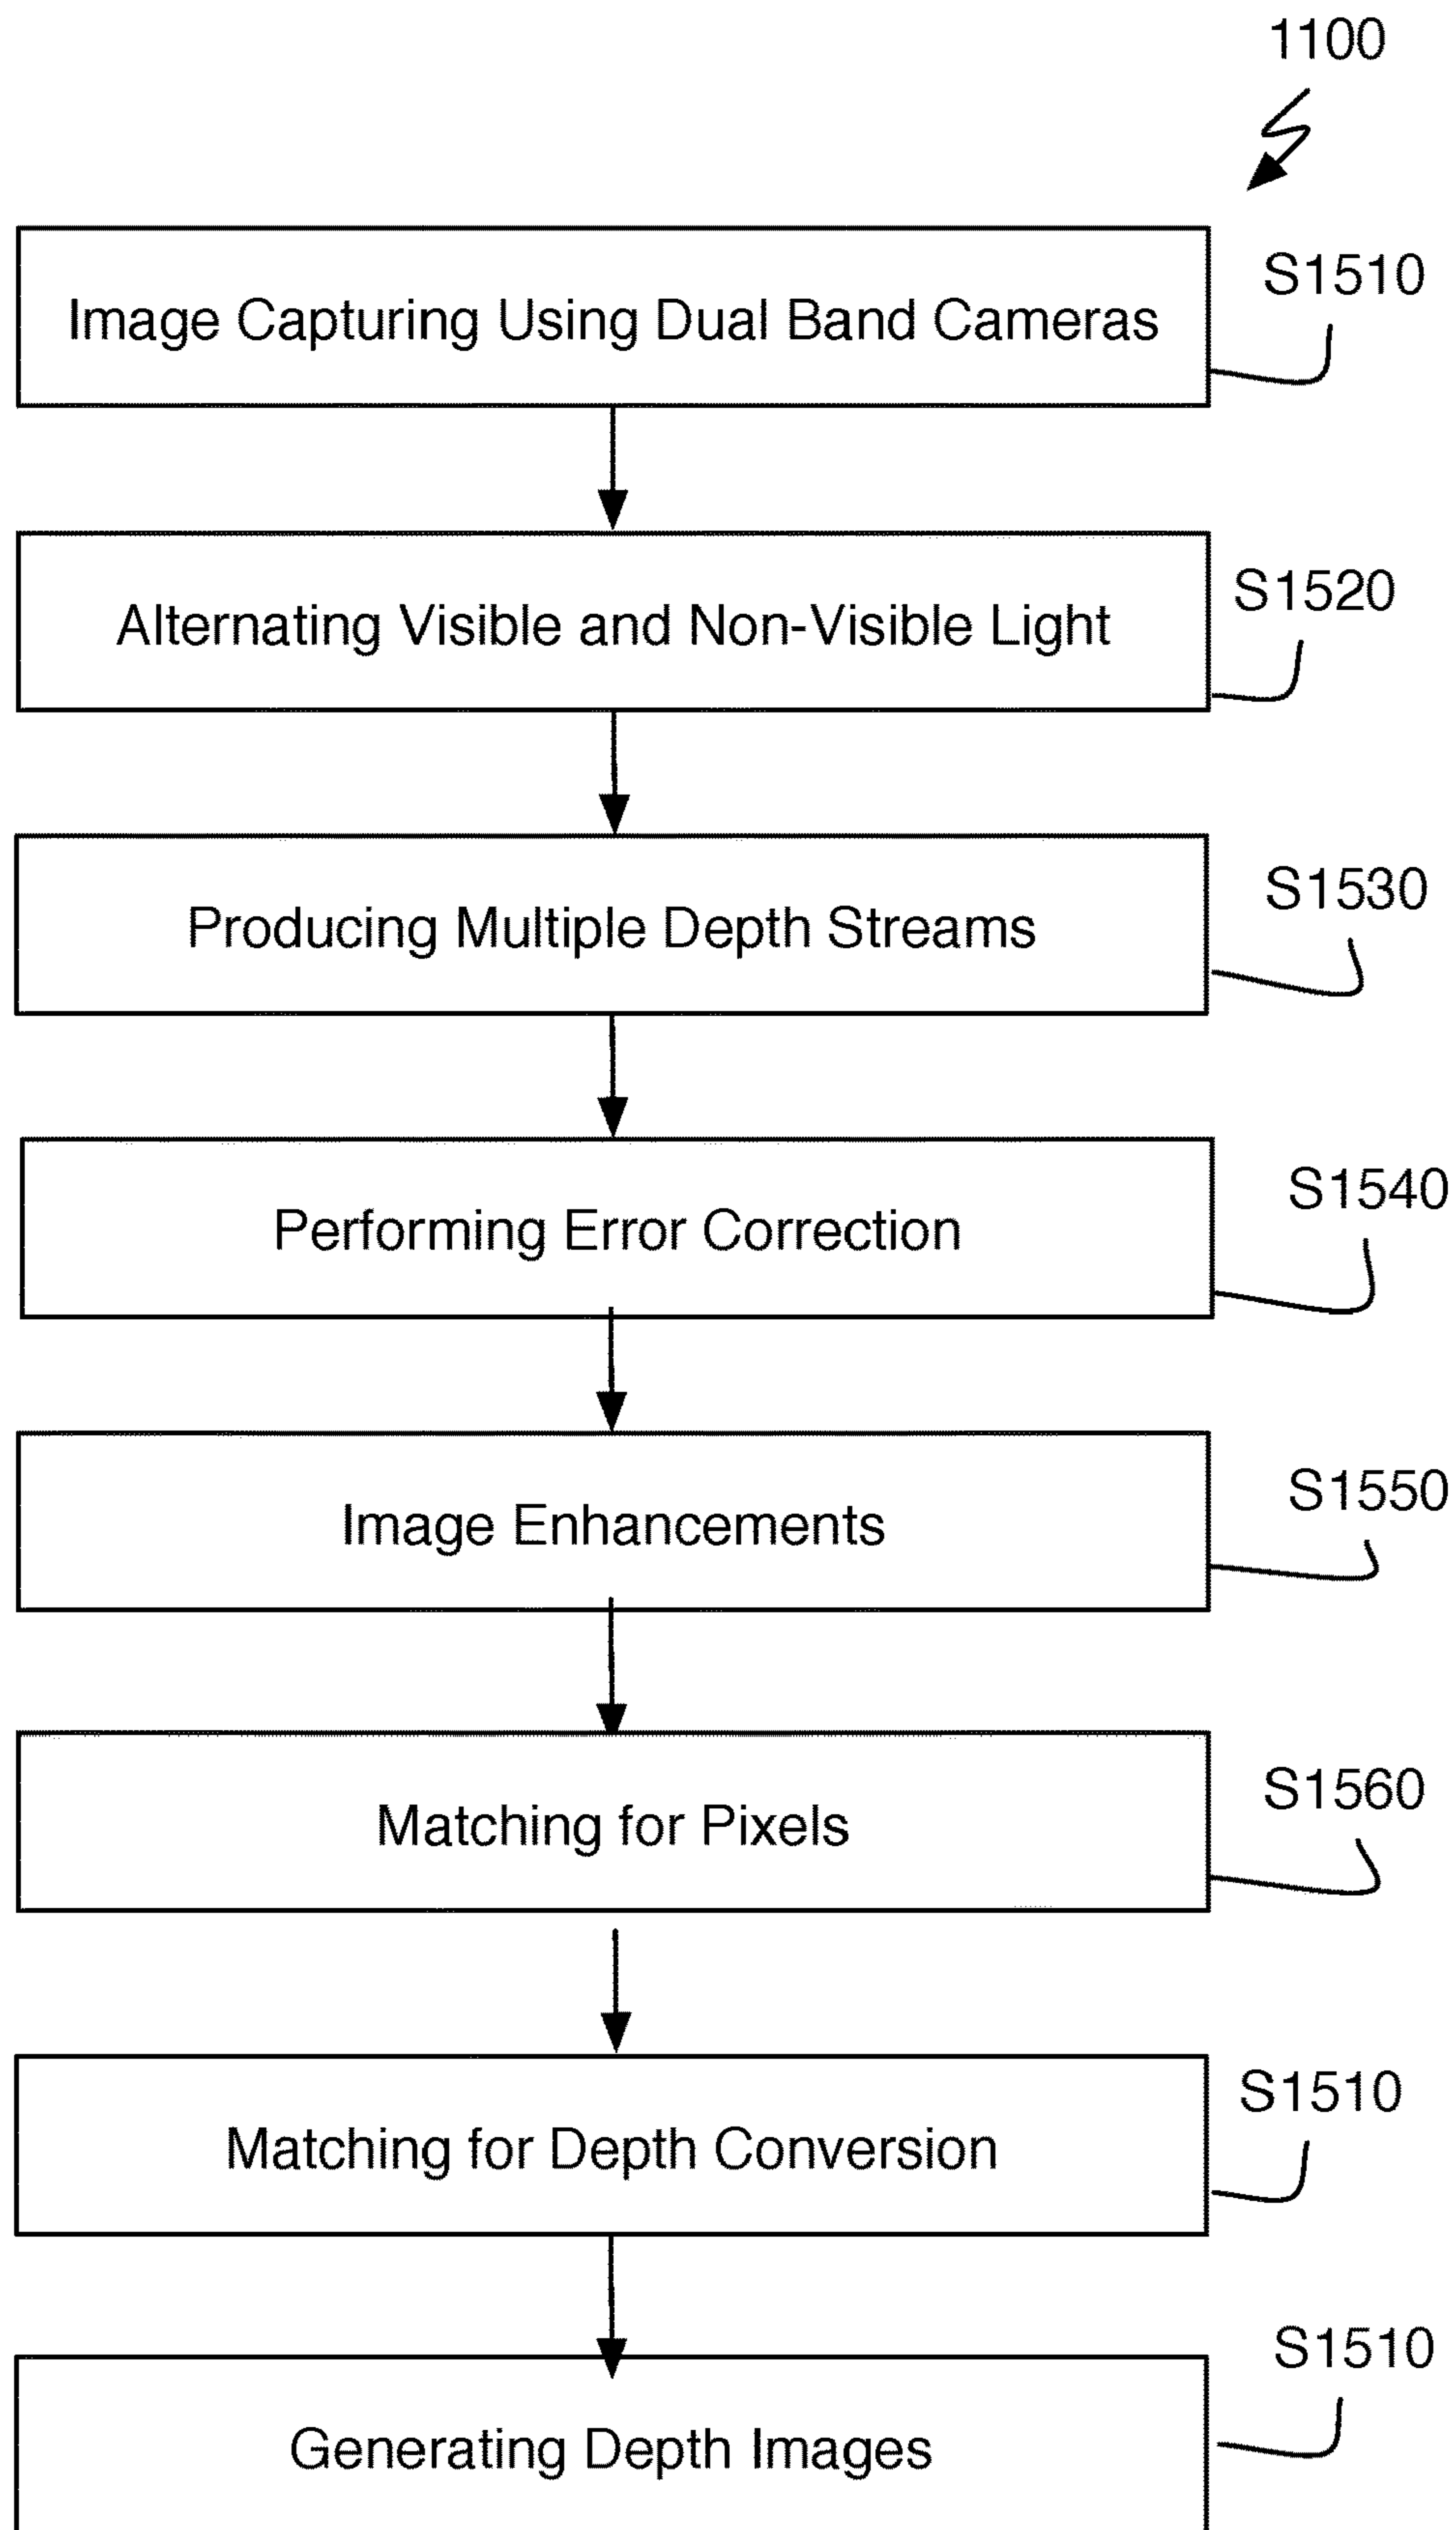 1100
Image Capturing Using Dual Band Cameras
S1510
Alternating Visible and Non-Visible Light
S1520
Producing Multiple Depth Streams
S1530
Performing Error Correction
S1540
Image Enhancements
S1550
Matching for Pixels
S1560
Matching for Depth Conversion
S1510
Generating Depth Images
S1510